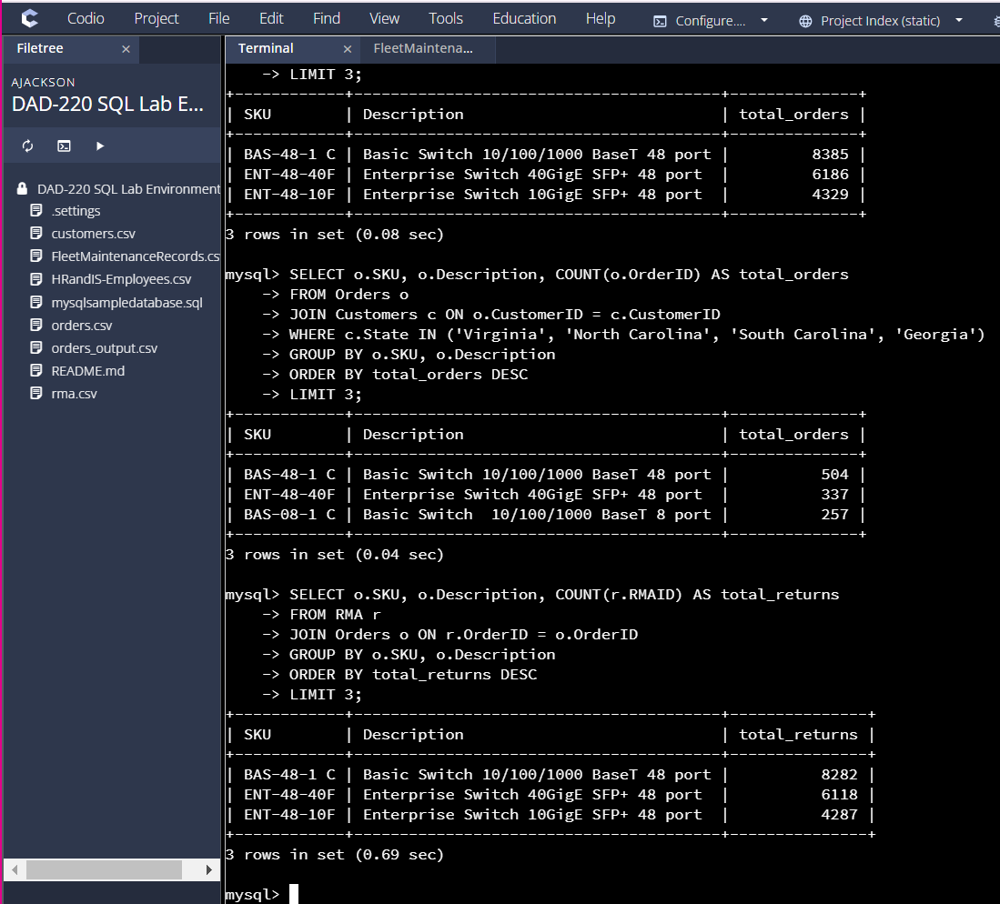 Codio Project File Edit Find View Tools Education Help Configure.... Project Index (static)
Filetree × Terminal × FleetMaintena...
AJACKSON
DAD-220 SQL Lab E...
DAD-220 SQL Lab Environment
.settings
customers.csv
FleetMaintenanceRecords.cs
HRandIS-Employees.csv
mysqlsampledatabase.sql
orders.csv
orders_output.csv
README.md
rma.csv
-> LIMIT 3;
+------------+----------------------------------------+--------------+
| SKU | Description | total_orders |
+------------+----------------------------------------+--------------+
| BAS-48-1 C | Basic Switch 10/100/1000 BaseT 48 port | 8385 |
| ENT-48-40F | Enterprise Switch 40GigE SFP+ 48 port | 6186 |
| ENT-48-10F | Enterprise Switch 10GigE SFP+ 48 port | 4329 |
+------------+----------------------------------------+--------------+
3 rows in set (0.08 sec)
mysql> SELECT o.SKU, o.Description, COUNT(o.OrderID) AS total_orders
-> FROM Orders o
-> JOIN Customers c ON o.CustomerID = c.CustomerID
-> WHERE c.State IN ('Virginia', 'North Carolina', 'South Carolina', 'Georgia')
-> GROUP BY o.SKU, o.Description
-> ORDER BY total_orders DESC
-> LIMIT 3;
+------------+----------------------------------------+--------------+
| SKU | Description | total_orders |
+------------+----------------------------------------+--------------+
| BAS-48-1 C | Basic Switch 10/100/1000 BaseT 48 port | 504 |
| ENT-48-40F | Enterprise Switch 40GigE SFP+ 48 port | 337 |
| BAS-08-1 C | Basic Switch  10/100/1000 BaseT 8 port | 257 |
+------------+----------------------------------------+--------------+
3 rows in set (0.04 sec)
mysql> SELECT o.SKU, o.Description, COUNT(r.RMAID) AS total_returns
-> FROM RMA r
-> JOIN Orders o ON r.OrderID = o.OrderID
-> GROUP BY o.SKU, o.Description
-> ORDER BY total_returns DESC
-> LIMIT 3;
+------------+----------------------------------------+---------------+
| SKU | Description | total_returns |
+------------+----------------------------------------+---------------+
| BAS-48-1 C | Basic Switch 10/100/1000 BaseT 48 port | 8282 |
| ENT-48-40F | Enterprise Switch 40GigE SFP+ 48 port | 6118 |
| ENT-48-10F | Enterprise Switch 10GigE SFP+ 48 port | 4287 |
+------------+----------------------------------------+---------------+
3 rows in set (0.69 sec)
mysql>